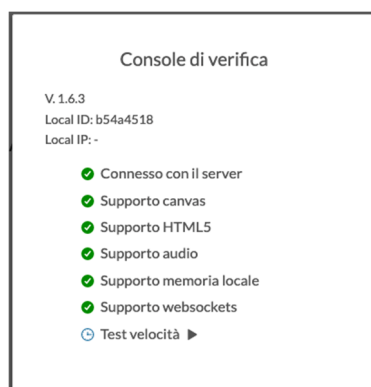 Console di verifica
V. 1.6.3
Local ID: b54a4518
Local IP: -
Connesso con il server
Supporto canvas
Supporto HTML5
Supporto audio
Supporto memoria locale
Supporto websockets
Test velocità